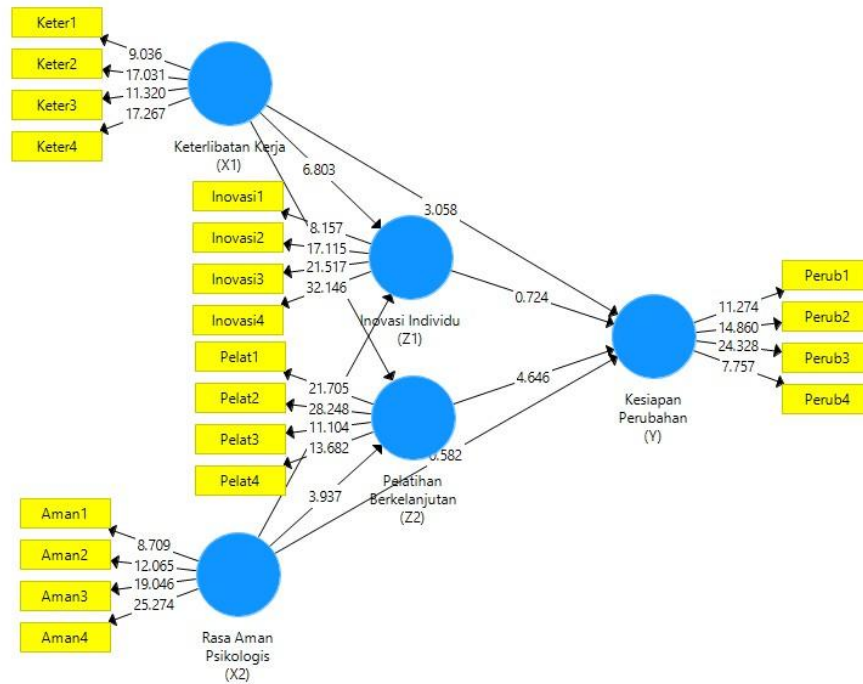 Keter1
Keter2
Keter3
Keter4
9.036
17.031
11.320
17.267
Keterlibatan Kerja
(X1)
6.803
3.058
Inovasi1
Inovasi2
Inovasi3
Inovasi4
8.157
17.115
21.517
32.146
Inovasi Individu
(Z1)
0.724
Pelat1
Pelat2
Pelat3
Pelat4
21.705
28.248
11.104
13.682
Pelatihan
Berkelanjutan
(Z2)
4.646
0.582
3.937
Kesiapan
Perubahan
(Y)
11.274
14.860
24.328
7.757
Perub1
Perub2
Perub3
Perub4
Aman1
Aman2
Aman3
Aman4
8.709
12.065
19.046
25.274
Rasa Aman
Psikologis
(X2)